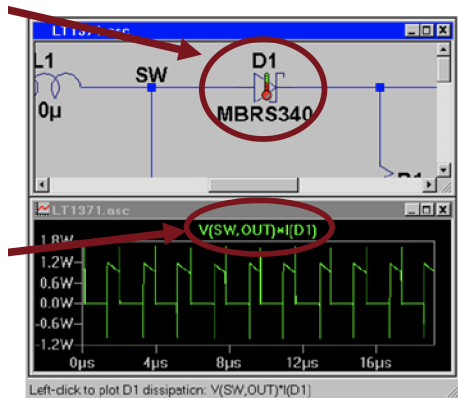 LT1371.asc
L1
SW
D1
0µ
MBRS340
LT1371.asc
V(SW,OUT)*I(D1)
1.8W
1.2W
0.6W
0.0W
-0.6W
-1.2W
0µs 4µs 8µs 12µs 16µs
Left-click to plot D1 dissipation: V(SW,OUT)*I(D1)